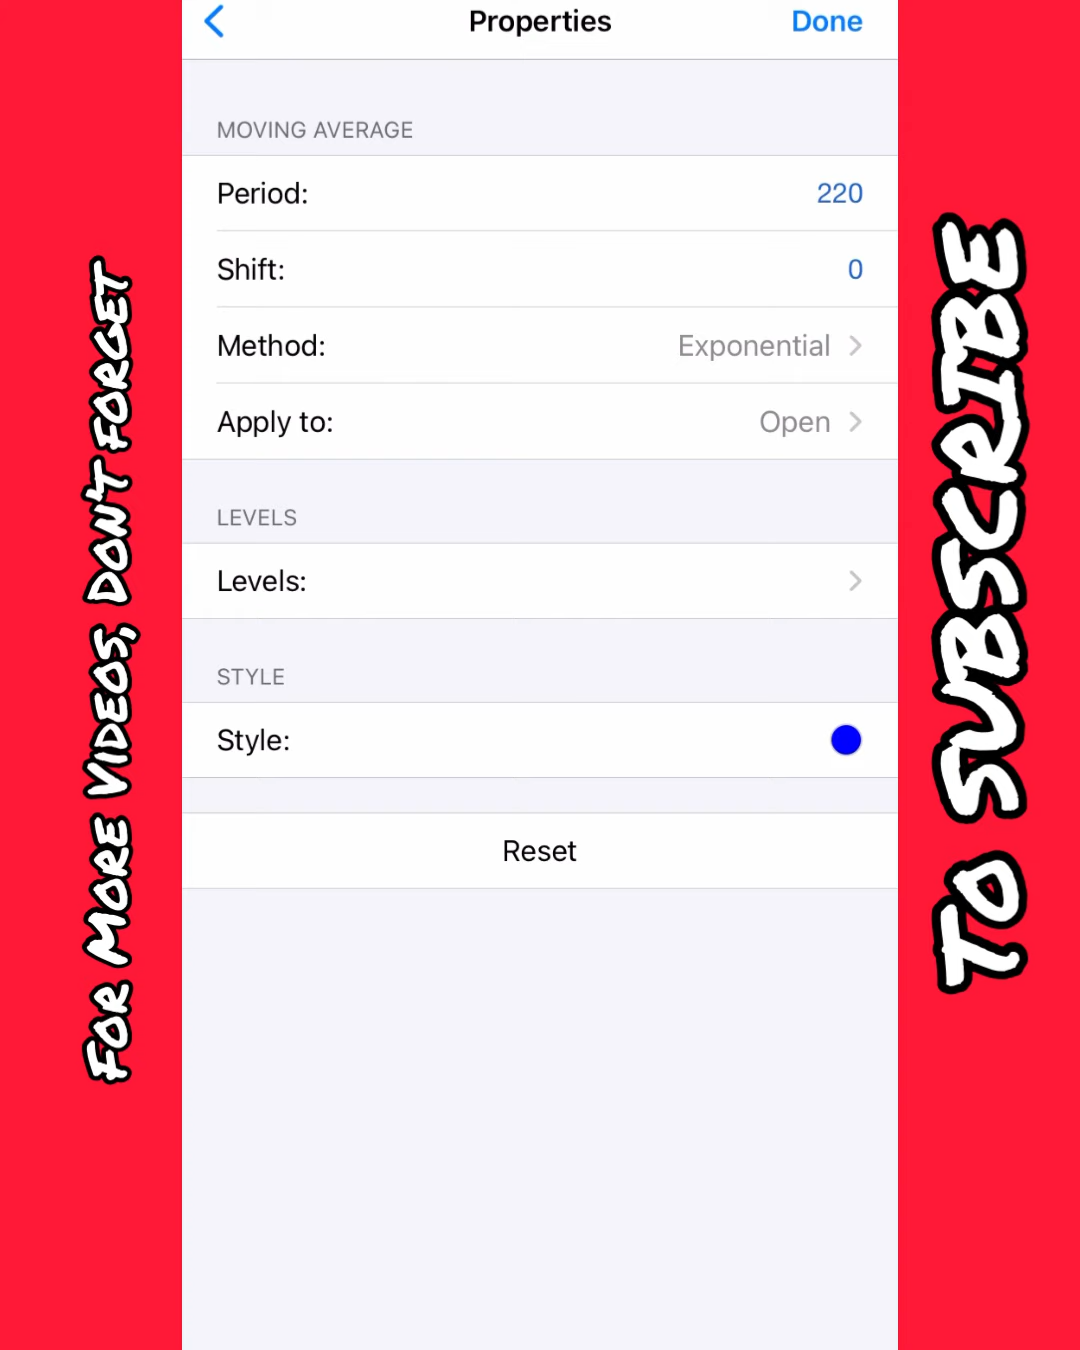 Properties
Done
MOVING AVERAGE
Period:
220
Shift:
0
Method:
Exponential
Apply to:
Open
LEVELS
Levels:
STYLE
Style:
Reset
FOR MORE VIDEOS, DON'T FORGET
TO SUBSCRIBE